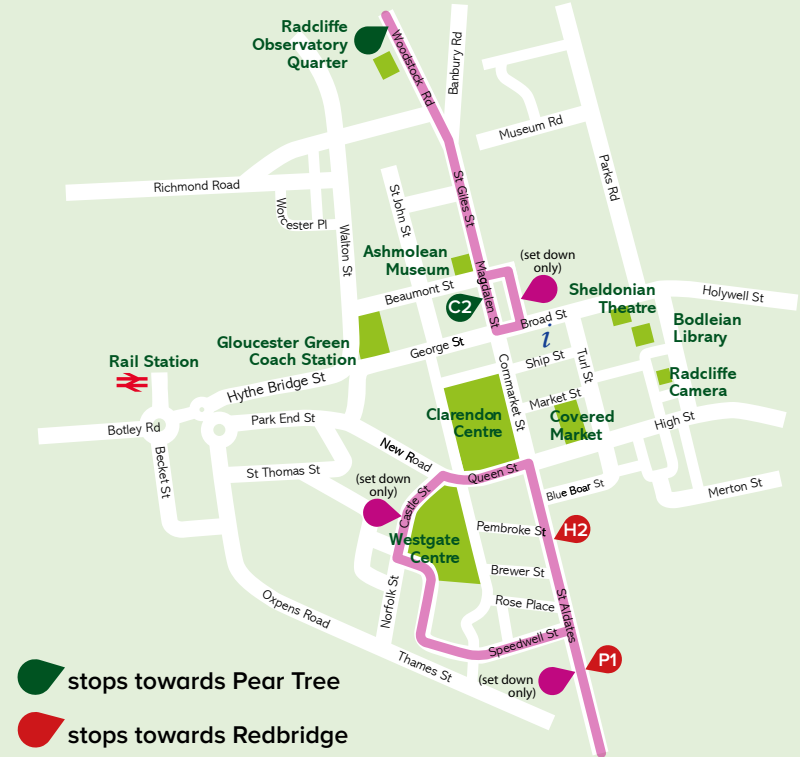 Radcliffe
Observatory
Quarter
Woodstock Rd
Banbury Rd
Museum Rd
Parks Rd
Richmond Road
Worcester Pl
Walton St
St John St
St Giles St
Ashmolean
Museum
Beaumont St
Magdalen St
C2
(set down
only)
Sheldonian
Theatre
Holywell St
Broad St
i
Bodleian
Library
Gloucester Green
Coach Station
George St
Ship St
Turl St
Cornmarket St
Rail Station
Hythe Bridge St
Radcliffe
Camera
Market St
Clarendon
Centre
Covered
Market
High St
Botley Rd
Park End St
New Road
Becket St
St Thomas St
Queen St
(set down
only)
Castle St
Blue Boar St
Merton St
Westgate
Centre
Pembroke St
H2
Brewer St
Norfolk St
Rose Place
St Aldates
Oxpens Road
Speedwell St
Thames St
P1
(set down
only)
stops towards Pear Tree
stops towards Redbridge